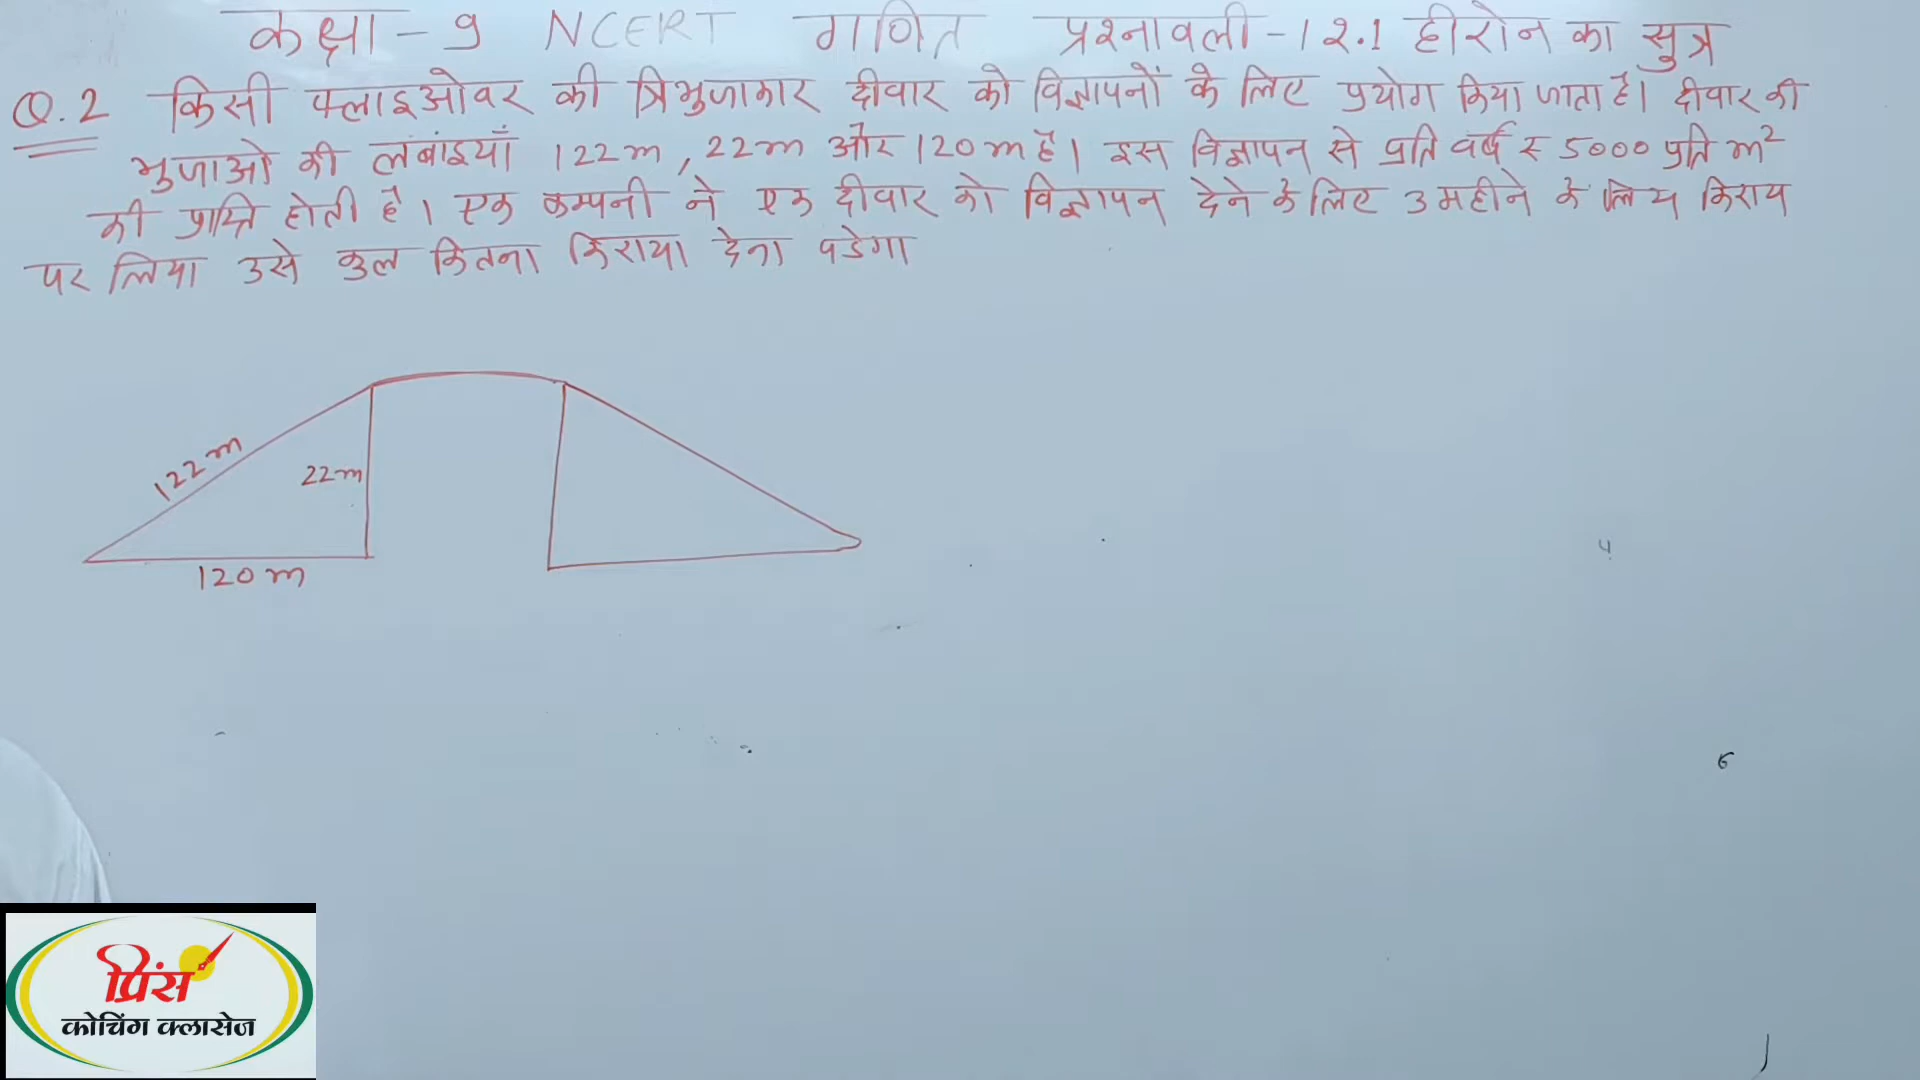 कक्षा - 9 NCERT गणित प्रश्नावली - 12.1 हीरोन का सुत्र
Q.2 किसी फ्लाइओवर की त्रिभुजाकार दीवार को विज्ञापनों के लिए प्रयोग किया जाता है। दीवार की
भुजाओ की लंबांइयाँ 122m, 22m और 120m है। इस विज्ञापन से प्रति वर्ष ₹ 5000 प्रति m²
की प्राप्ति होती है। एक कम्पनी ने एक दीवार को विज्ञापन देने के लिए 3 महीने के लिय किराय
पर लिया उसे कुल कितना किराया देना पडेगा
122m
22m
120m
प्रिंस
कोचिंग क्लासेज